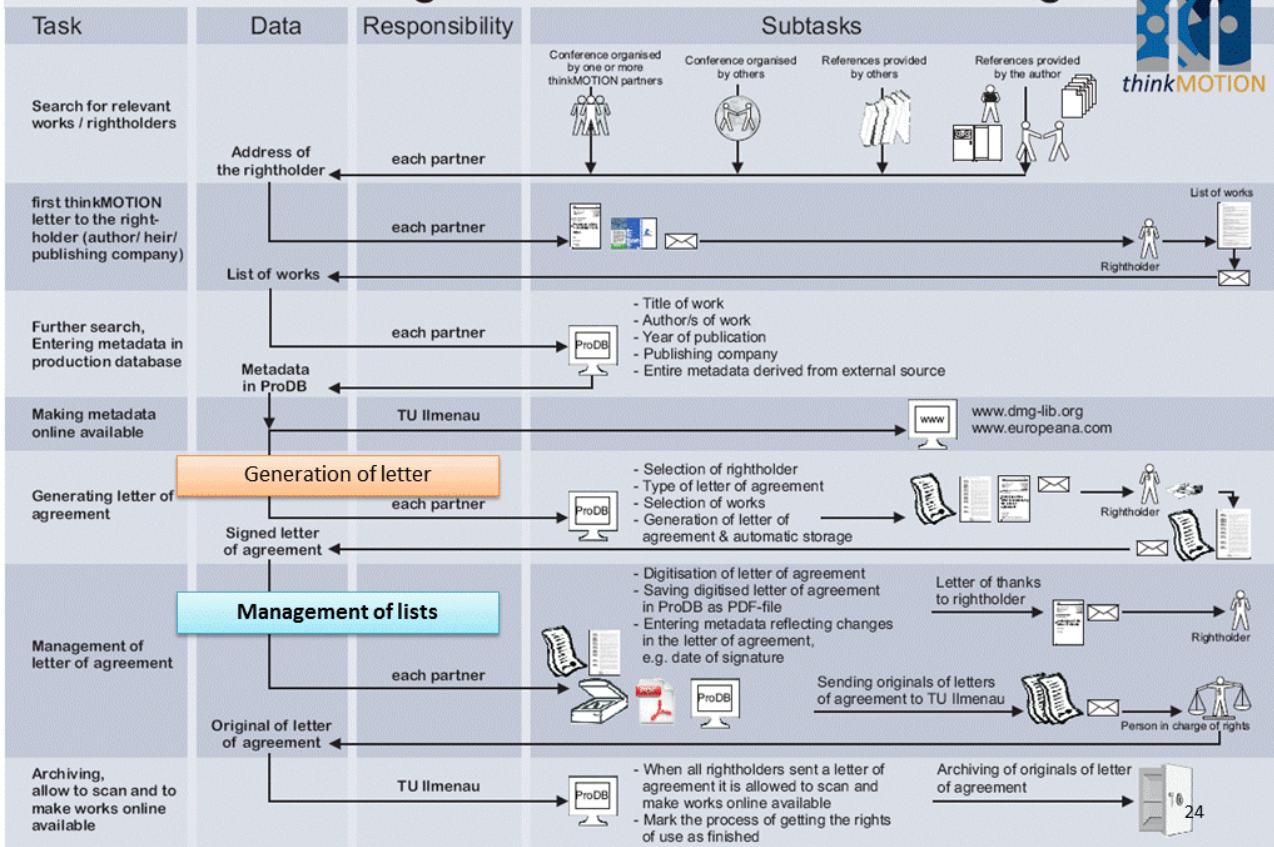 Task
Data
Responsibility
Subtasks
thinkMOTION
Search for relevant
works / rightholders
Conference organised
by one or more
thinkMOTION partners
Conference organised
by others
References provided
by others
References provided
by the author
Address of
the rightholder
each partner
first thinkMOTION
letter to the right-
holder (author/ heir/
publishing company)
each partner
Rightholder
List of works
List of works
Further search,
Entering metadata in
production database
each partner
ProDB
- Title of work
- Author/s of work
- Year of publication
- Publishing company
- Entire metadata derived from external source
Metadata
in ProDB
Making metadata
online available
TU Ilmenau
www
www.dmg-lib.org
www.europeana.com
Generation of letter
Generating letter of
agreement
each partner
ProDB
- Selection of rightholder
- Type of letter of agreement
- Selection of works
- Generation of letter of
agreement & automatic storage
Rightholder
Signed letter
of agreement
Management of lists
Management of
letter of agreement
- Digitisation of letter of agreement
- Saving digitised letter of agreement
in ProDB as PDF-file
- Entering metadata reflecting changes
in the letter of agreement,
e.g. date of signature
Letter of thanks
to rightholder
Rightholder
each partner
PDF
ProDB
Sending originals of letters
of agreement to TU Ilmenau
Person in charge of rights
Original of letter
of agreement
Archiving,
allow to scan and to
make works online
available
TU Ilmenau
ProDB
- When all rightholders sent a letter of
agreement it is allowed to scan and
make works online available
- Mark the process of getting the rights
of use as finished
Archiving of originals of letter
of agreement
24